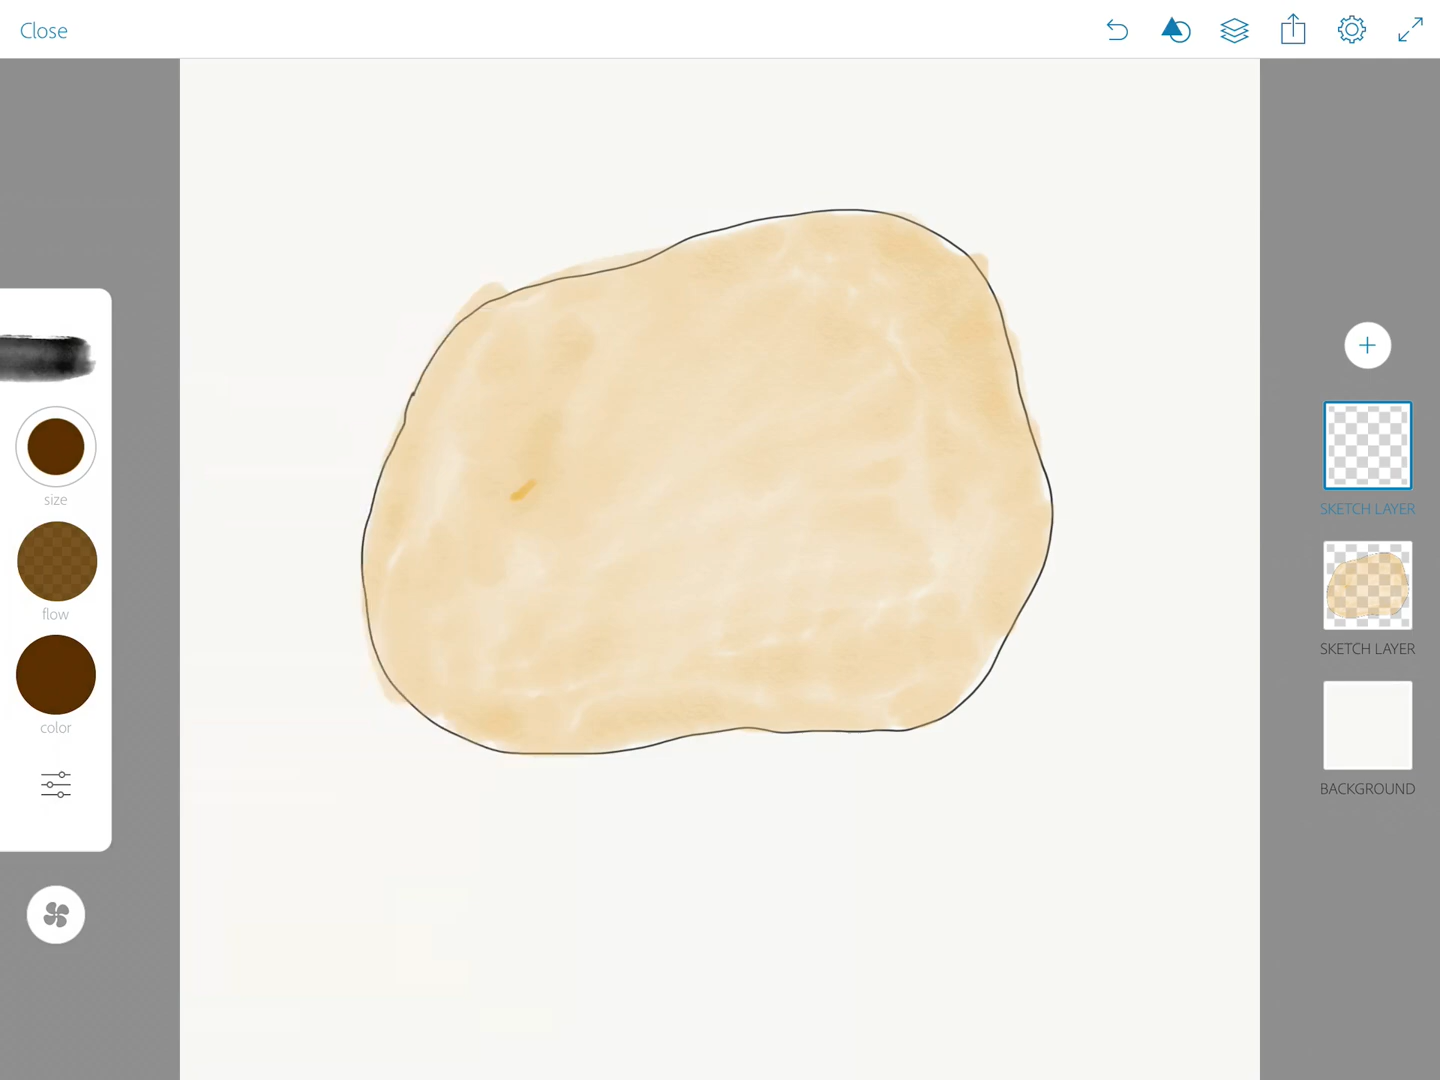 Close
size
flow
color
SKETCH LAYER
SKETCH LAYER
BACKGROUND